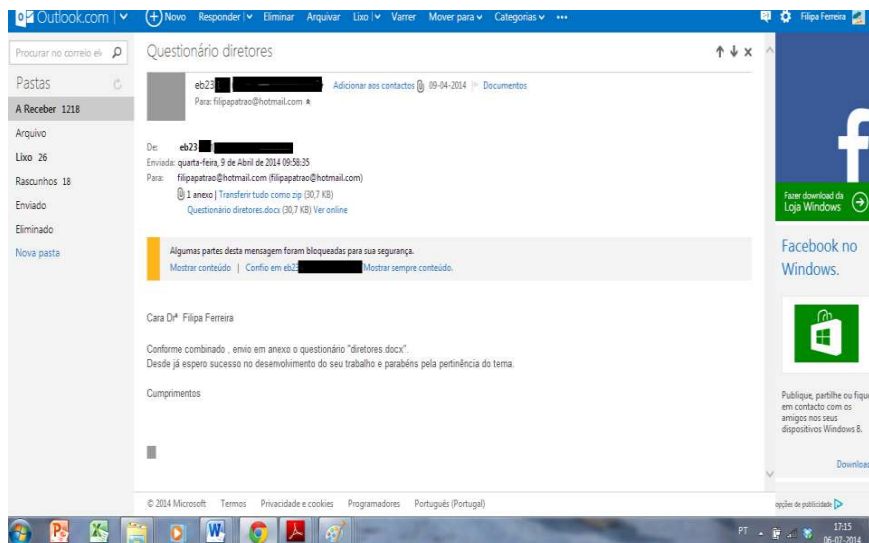 Outlook.com
Novo Responder Eliminar Arquivar Lixo Varrer Mover para Categorias ••• Filipa Ferreira
Procurar no correio ele
Pastas
A Receber 1218
Arquivo
Lixo 26
Rascunhos 18
Enviado
Eliminado
Nova pasta
Questionário diretores
eb23 Adicionar aos contactos 09-04-2014 Documentos
Para: filipapatrao@hotmail.com
De: eb23
Enviada: quarta-feira, 9 de Abril de 2014 09:58:35
Para: filipapatrao@hotmail.com (filipapatrao@hotmail.com)
1 anexo | Transferir tudo como zip (30,7 KB)
Questionário diretores.docx (30,7 KB) Ver online
Algumas partes desta mensagem foram bloqueadas para sua segurança.
Mostrar conteúdo | Confio em eb23 Mostrar sempre conteúdo.
Cara Drª Filipa Ferreira
Conforme combinado , envio em anexo o questionário "diretores.docx".
Desde já espero sucesso no desenvolvimento do seu trabalho e parabéns pela pertinência do tema.
Cumprimentos
© 2014 Microsoft Termos Privacidade e cookies Programadores Português (Portugal)
f
Fazer download da
Loja Windows
Facebook no
Windows.
Publique, partilhe ou fique
em contacto com os
amigos nos seus
dispositivos Windows 8.
Download
opções de publicidade
PT 17:15
06-07-2014